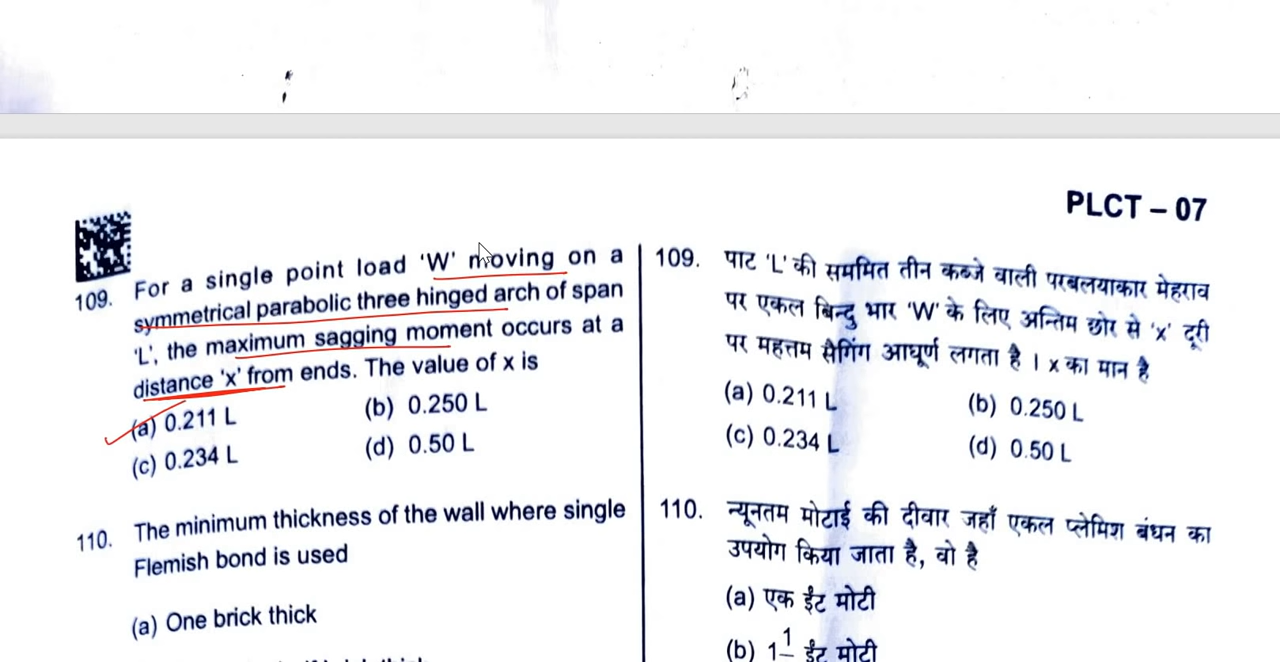 PLCT – 07
109. For a single point load 'W' moving on a
symmetrical parabolic three hinged arch of span
'L', the maximum sagging moment occurs at a
distance 'x' from ends. The value of x is
(a) 0.211 L (b) 0.250 L
(c) 0.234 L (d) 0.50 L
110. The minimum thickness of the wall where single
Flemish bond is used
(a) One brick thick
109. पाट 'L' की सममित तीन कब्जे वाली परबलयाकार मेहराव
पर एकल बिन्दु भार 'W' के लिए अन्तिम छोर से 'x' दूरी
पर महत्तम सैगिंग आघूर्ण लगता है । x का मान है
(a) 0.211 L (b) 0.250 L
(c) 0.234 L (d) 0.50 L
110. न्यूनतम मोटाई की दीवार जहाँ एकल फ्लेमिश बंधन का
उपयोग किया जाता है, वो है
(a) एक ईंट मोटी
(b) 1 1 ईंट मोटी